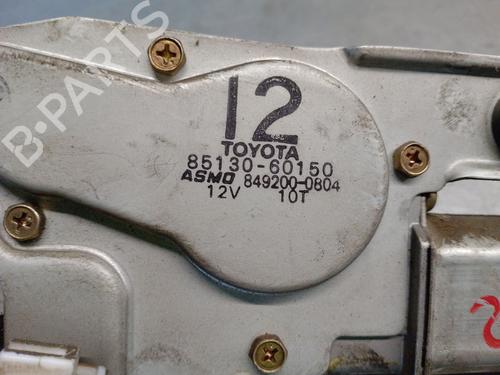 B-PARTS
12
TOYOTA
85130-60150
ASMO 849200-0804
12V 10T